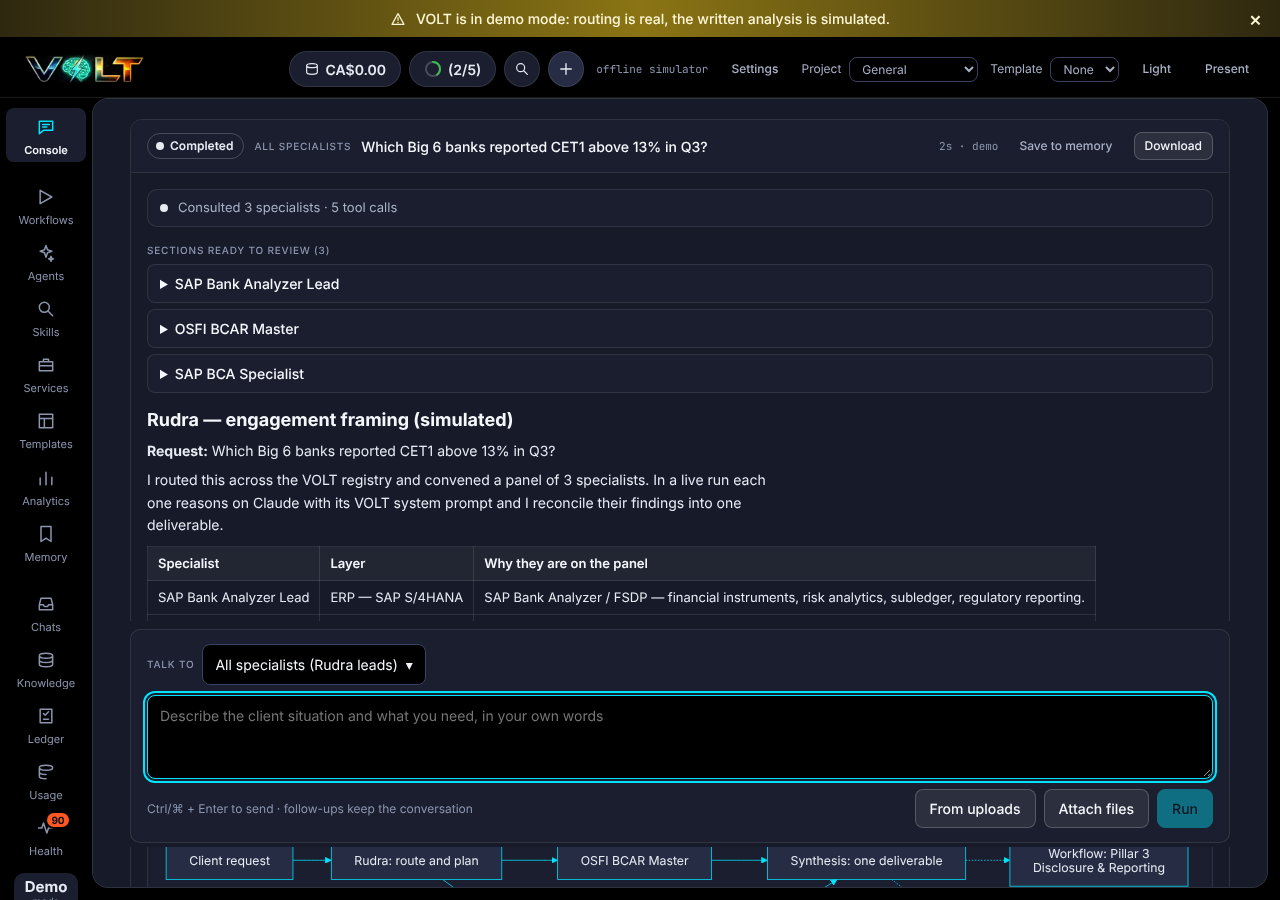 VOLT is in demo mode: routing is real, the written analysis is simulated.
VOLT
CA$0.00
(2/5)
offline simulator
Settings
Project
General
Template
None
Light
Present
Console
Workflows
Agents
Skills
Services
Templates
Analytics
Memory
Chats
Knowledge
Ledger
Usage
90
Health
Demo
Completed
ALL SPECIALISTS
Which Big 6 banks reported CET1 above 13% in Q3?
2s · demo
Save to memory
Download
Consulted 3 specialists · 5 tool calls
SECTIONS READY TO REVIEW (3)
SAP Bank Analyzer Lead
OSFI BCAR Master
SAP BCA Specialist
Rudra — engagement framing (simulated)
Request: Which Big 6 banks reported CET1 above 13% in Q3?
I routed this across the VOLT registry and convened a panel of 3 specialists. In a live run each
one reasons on Claude with its VOLT system prompt and I reconcile their findings into one
deliverable.
Specialist Layer Why they are on the panel
SAP Bank Analyzer Lead ERP — SAP S/4HANA SAP Bank Analyzer / FSDP — financial instruments, risk analytics, subledger, regulatory reporting.
TALK TO
All specialists (Rudra leads)
Describe the client situation and what you need, in your own words
Ctrl/⌘ + Enter to send · follow-ups keep the conversation
From uploads
Attach files
Run
Client request
Rudra: route and plan
OSFI BCAR Master
Synthesis: one deliverable
Workflow: Pillar 3
Disclosure & Reporting